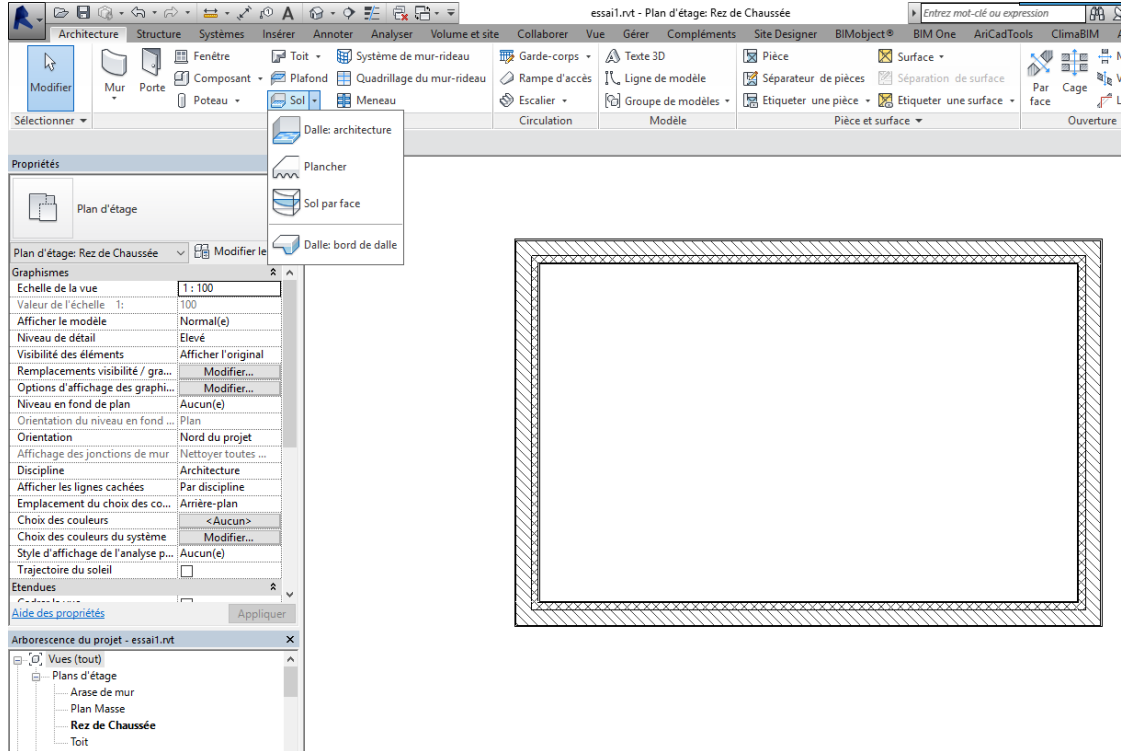 essai1.rvt - Plan d'étage: Rez de Chaussée
Entrez mot-clé ou expression
Architecture Structure Systèmes Insérer Annoter Analyser Volume et site Collaborer Vue Gérer Compléments Site Designer BIMobject® BIM One AriCadTools ClimaBIM
Fenêtre Toit Système de mur-rideau Garde-corps Texte 3D Pièce Surface
Composant Plafond Quadrillage du mur-rideau Rampe d'accès Ligne de modèle Séparateur de pièces Séparation de surface
Modifier Mur Porte Par face Cage
Poteau Sol Meneau Escalier Groupe de modèles Etiqueter une pièce Etiqueter une surface
Sélectionner Circulation Modèle Pièce et surface Ouverture
Dalle: architecture
Plancher
Sol par face
Dalle: bord de dalle
Propriétés
Plan d'étage
Plan d'étage: Rez de Chaussée Modifier le
Graphismes
Echelle de la vue 1 : 100
Valeur de l'échelle 1: 100
Afficher le modèle Normal(e)
Niveau de détail Elevé
Visibilité des éléments Afficher l'original
Remplacements visibilité / gra... Modifier...
Options d'affichage des graphi... Modifier...
Niveau en fond de plan Aucun(e)
Orientation du niveau en fond ... Plan
Orientation Nord du projet
Affichage des jonctions de mur Nettoyer toutes ...
Discipline Architecture
Afficher les lignes cachées Par discipline
Emplacement du choix des co... Arrière-plan
Choix des couleurs <Aucun>
Choix des couleurs du système Modifier...
Style d'affichage de l'analyse p... Aucun(e)
Trajectoire du soleil
Etendues
Aide des propriétés Appliquer
Arborescence du projet - essai1.rvt
Vues (tout)
Plans d'étage
Arase de mur
Plan Masse
Rez de Chaussée
Toit